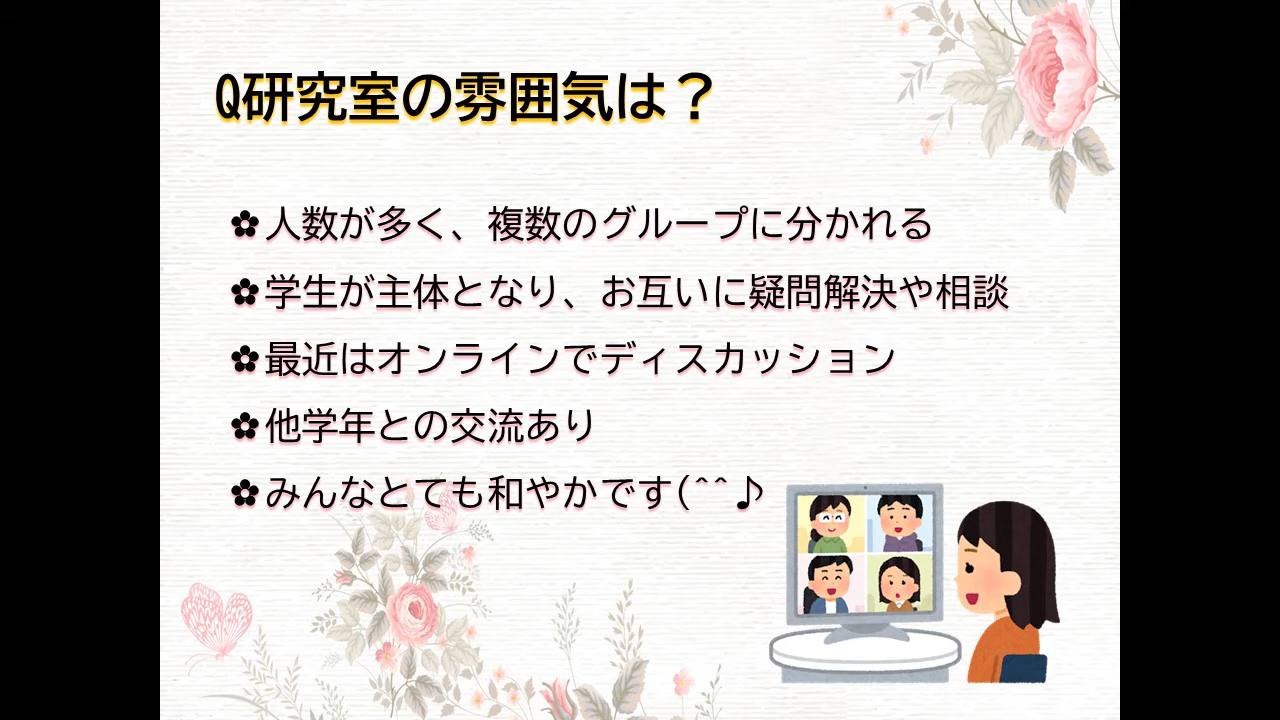 Q研究室の雰囲気は？
✿人数が多く、複数のグループに分かれる
✿学生が主体となり、お互いに疑問解決や相談
✿最近はオンラインでディスカッション
✿他学年との交流あり
✿みんなとても和やかです(^^♪